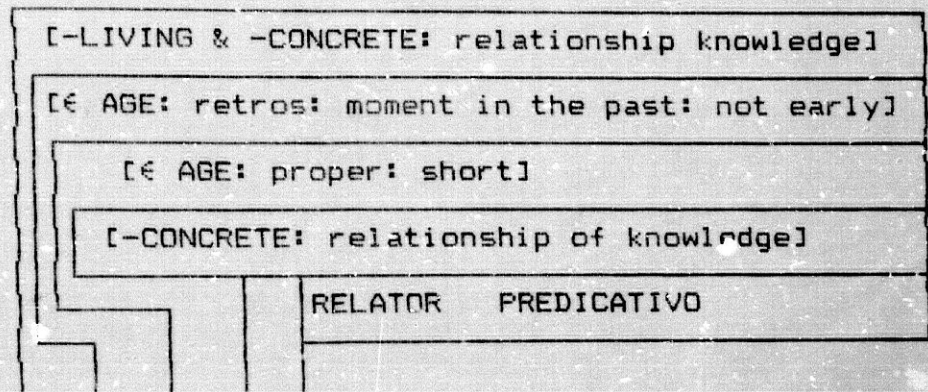 [-LIVING & -CONCRETE: relationship knowledge]
[€ AGE: retros: moment in the past: not early]
[€ AGE: proper: short]
[-CONCRETE: relationship of knowlrdge]
RELATOR PREDICATIVO